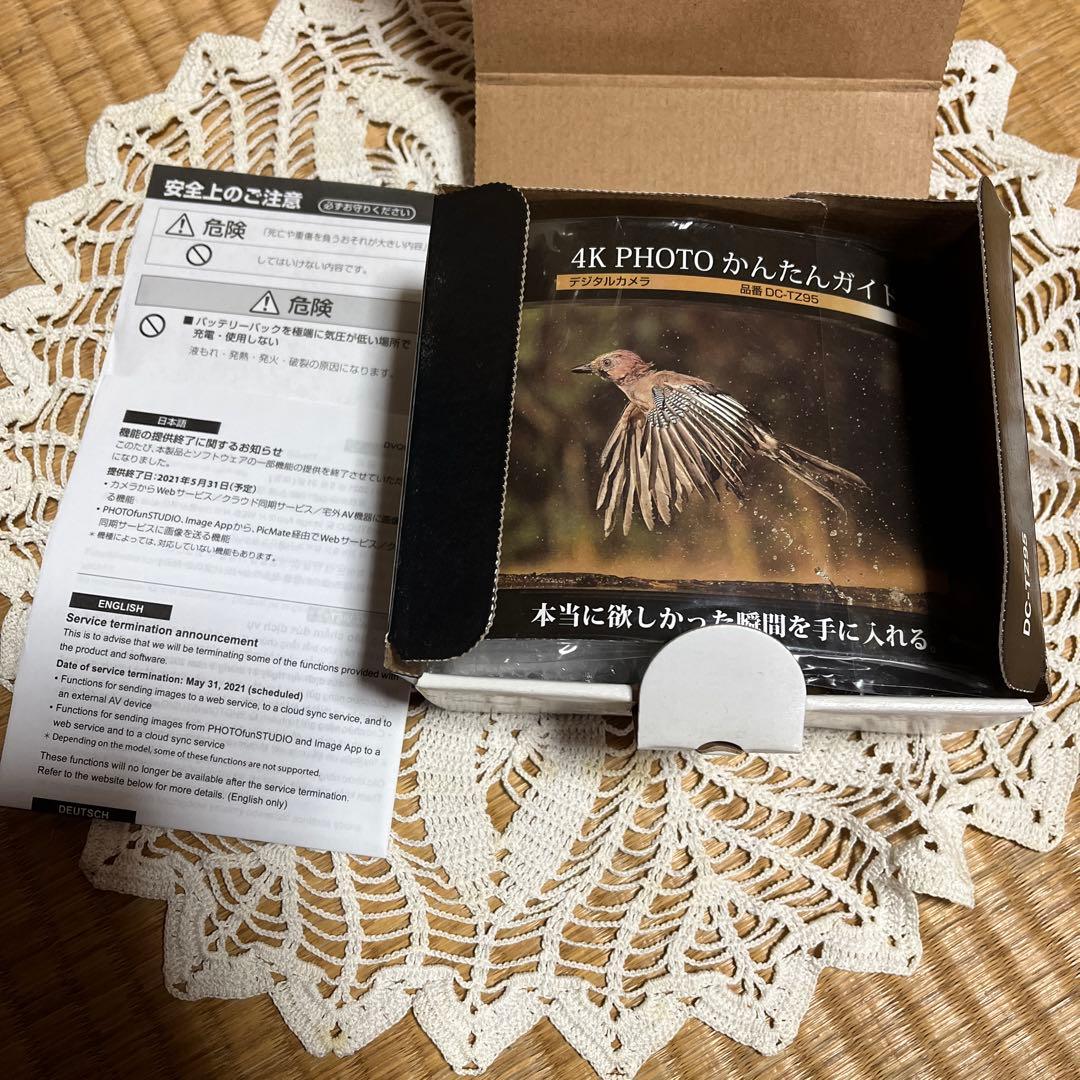 安全上のご注意 必ずお守りください
危険 「死亡や重傷を負うおそれが大きい内容」
してはいけない内容です。
危険
■バッテリーパックを極端に気圧が低い場所で
充電・使用しない
液もれ・発熱・発火・破裂の原因になります。
日本語
機能の提供終了に関するお知らせ
このたび、本製品とソフトウェアの一部機能の提供を終了させていただ
になりました。
提供終了日：2021年5月31日(予定)
• カメラからWebサービス／クラウド同期サービス／宅外AV機器に画像
る機能
• PHOTOfunSTUDIO、Image Appから、PicMate経由でWebサービス／ク
同期サービスに画像を送る機能
＊機種によっては、対応していない機能もあります。
ENGLISH
Service termination announcement
This is to advise that we will be terminating some of the functions provided with
the product and software.
Date of service termination: May 31, 2021 (scheduled)
• Functions for sending images to a web service, to a cloud sync service, and to
an external AV device
• Functions for sending images from PHOTOfunSTUDIO and Image App to a
web service and to a cloud sync service
＊Depending on the model, some of these functions are not supported.
These functions will no longer be available after the service termination.
Refer to the website below for more details. (English only)
DEUTSCH
4K PHOTO かんたんガイド
デジタルカメラ 品番 DC-TZ95
本当に欲しかった瞬間を手に入れる。
DC-TZ95